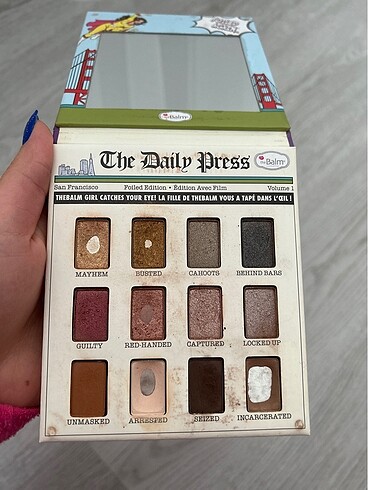 theBalm
The Daily Press
theBalm
San Francisco Foiled Edition • Édition Avec Film Volume 1
THEBALM GIRL CATCHES YOUR EYE! LA FILLE DE THEBALM VOUS A TAPÉ DANS L'ŒIL!
MAYHEM BUSTED CAHOOTS BEHIND BARS
GUILTY RED-HANDED CAPTURED LOCKED UP
UNMASKED ARRESTED SEIZED INCARCERATED